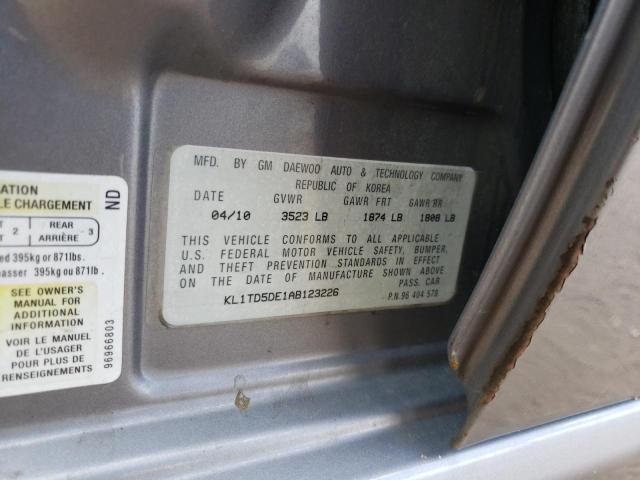 ATION
LE CHARGEMENT
ND
T 2 REAR 3
ARRIÈRE
ed 395kg or 871lbs.
passer 395kg ou 871lb.
SEE OWNER'S
MANUAL FOR
ADDITIONAL
INFORMATION
VOIR LE MANUEL
DE L'USAGER
POUR PLUS DE
RENSEIGNEMENTS
96966803
MFD. BY GM DAEWOO AUTO & TECHNOLOGY COMPANY
REPUBLIC OF KOREA
DATE GVWR GAWR FRT GAWR RR
04/10 3523 LB 1874 LB 1808 LB
THIS VEHICLE CONFORMS TO ALL APPLICABLE
U.S. FEDERAL MOTOR VEHICLE SAFETY, BUMPER,
AND THEFT PREVENTION STANDARDS IN EFFECT
ON THE DATE OF MANUFACTURE SHOWN ABOVE
PASS. CAR
KL1TD5DE1AB123226
P.N. 96 404 578